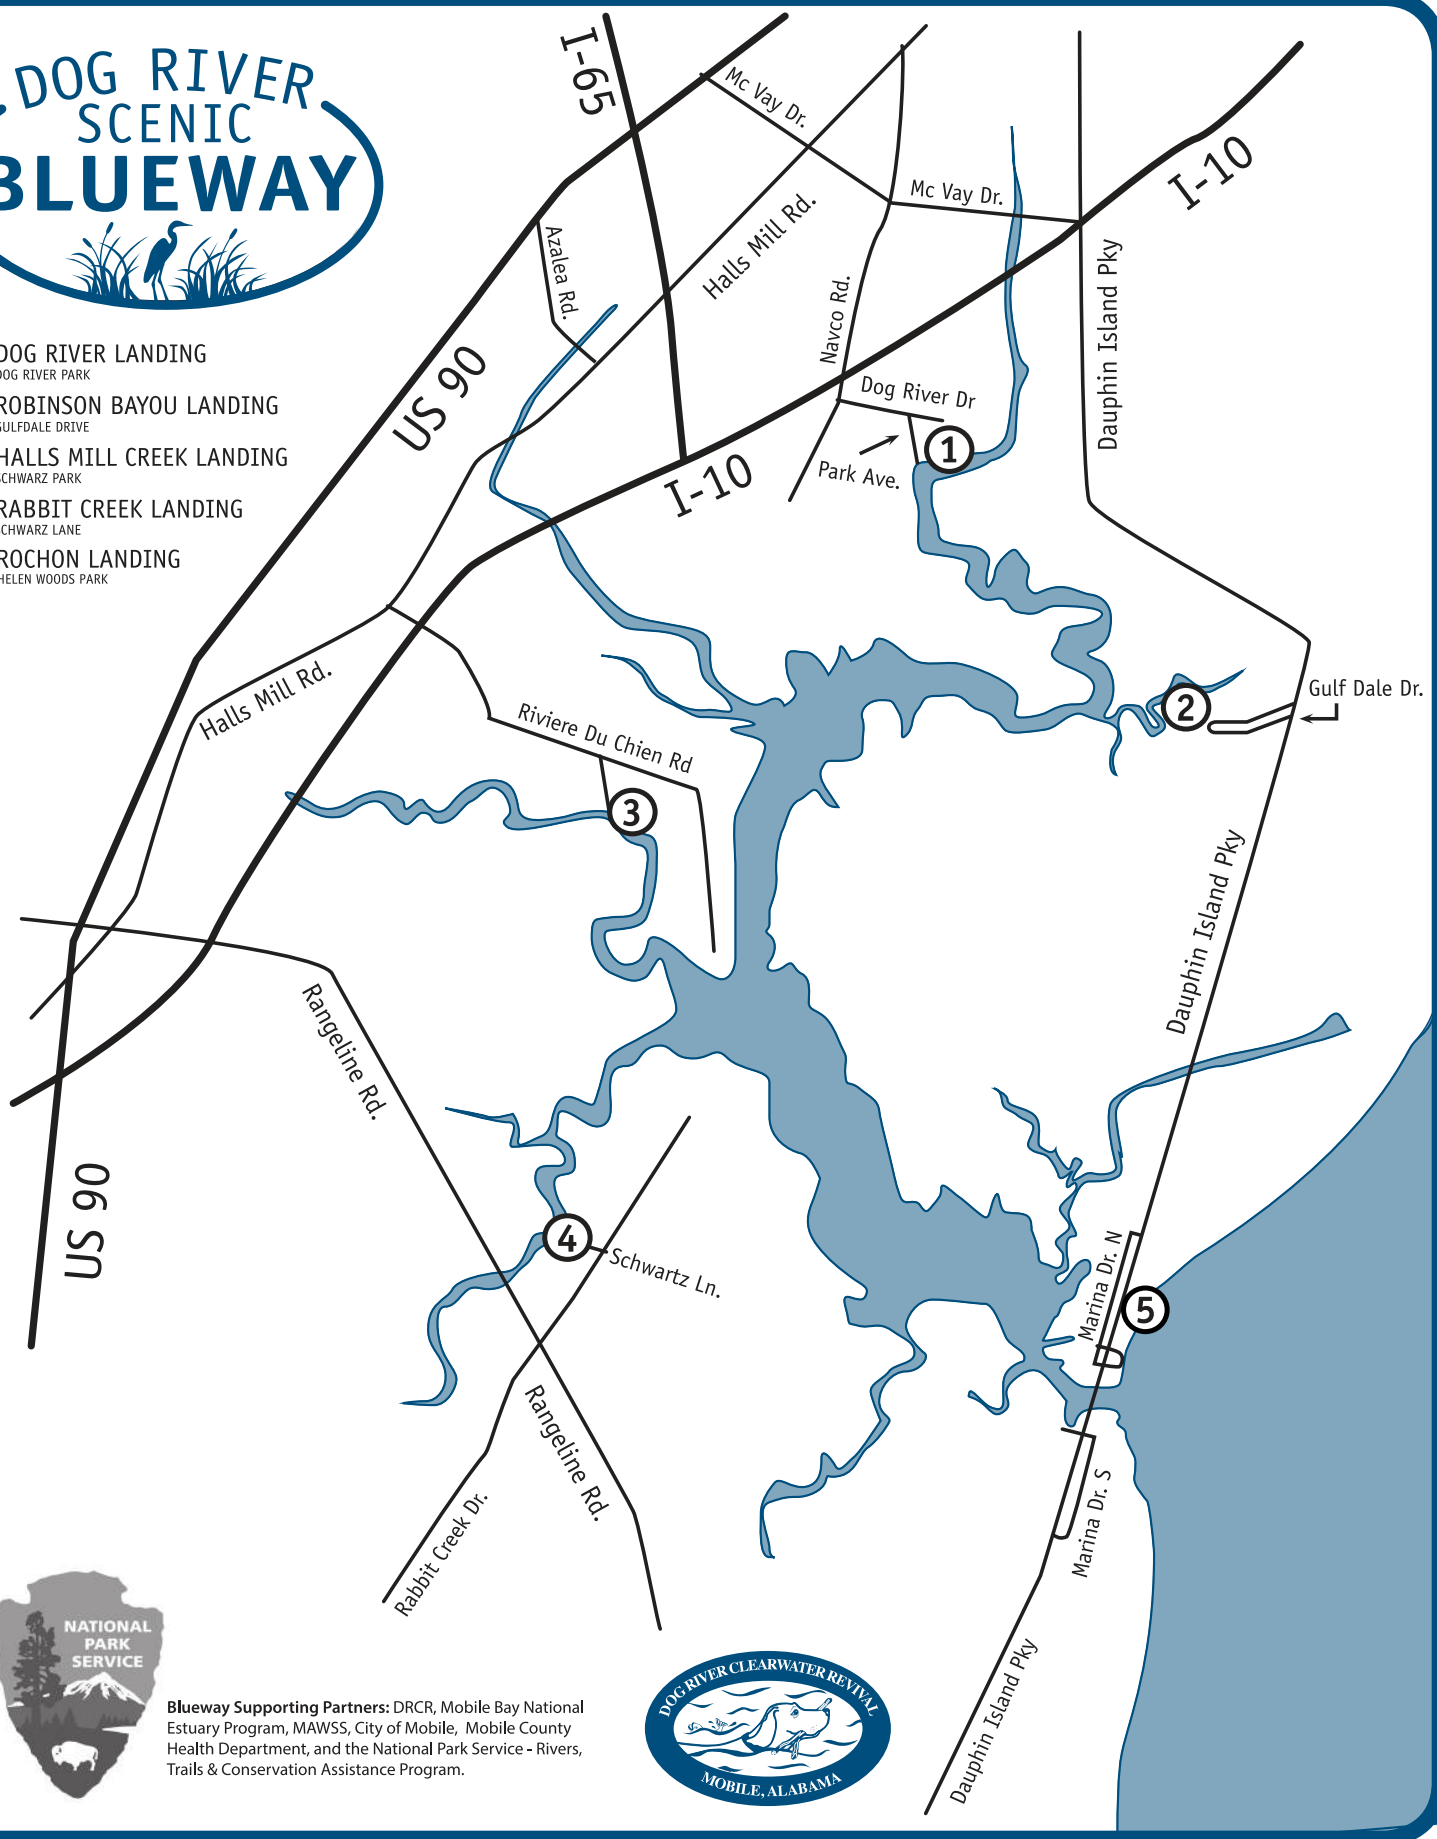 DOG RIVER
SCENIC
BLUEWAY
DOG RIVER LANDING
DOG RIVER PARK
ROBINSON BAYOU LANDING
GULFDALE DRIVE
HALLS MILL CREEK LANDING
SCHWARZ PARK
RABBIT CREEK LANDING
SCHWARZ LANE
ROCHON LANDING
HELEN WOODS PARK
I-65
Mc Vay Dr.
Mc Vay Dr.
I-10
Azalea Rd.
Halls Mill Rd.
Navco Rd.
Dauphin Island Pky
US 90
Dog River Dr
1
Park Ave.
I-10
Halls Mill Rd.
Gulf Dale Dr.
2
Riviere Du Chien Rd
3
Dauphin Island Pky
Rangeline Rd.
US 90
4
Schwartz Ln.
Marina Dr. N
5
Rangeline Rd.
Rabbit Creek Dr.
Marina Dr. S
Dauphin Island Pky
NATIONAL
PARK
SERVICE
Blueway Supporting Partners: DRCR, Mobile Bay National
Estuary Program, MAWSS, City of Mobile, Mobile County
Health Department, and the National Park Service - Rivers,
Trails & Conservation Assistance Program.
DOG RIVER CLEARWATER REVIVAL
MOBILE, ALABAMA